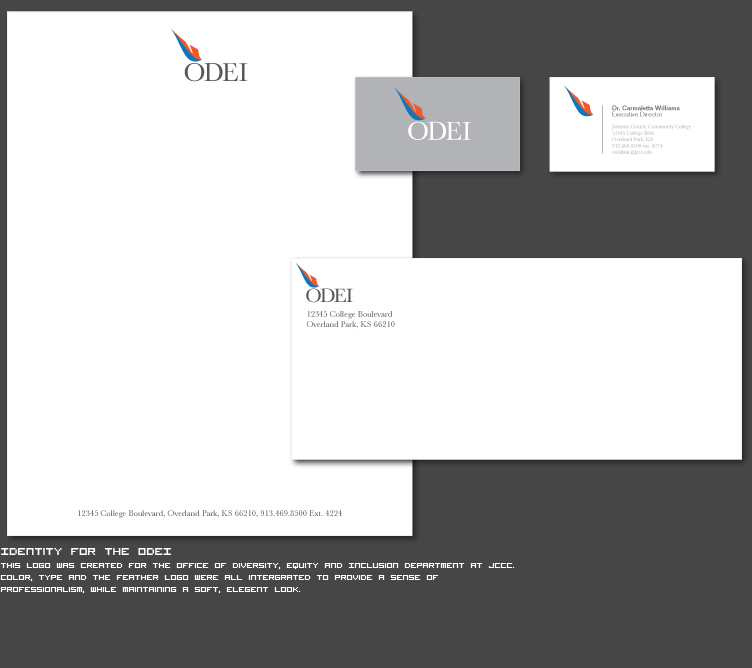 ODEI
ODEI
Dr. Carmaletta Williams
Executive Director
Johnson County Community College
12345 College Blvd.
Overland Park, KS
913.469.8500 ext. 4224
ODEI
12345 College Boulevard
Overland Park, KS 66210
12345 College Boulevard, Overland Park, KS 66210, 913.469.8500 Ext. 4224
IDENTITY FOR THE ODEI
THIS LOGO WAS CREATED FOR THE OFFICE OF DIVERSITY, EQUITY AND INCLUSION DEPARTMENT AT JCCC.
COLOR, TYPE AND THE FEATHER LOGO WERE ALL INTERGRATED TO PROVIDE A SENSE OF
PROFESSIONALISM, WHILE MAINTAINING A SOFT, ELEGENT LOOK.